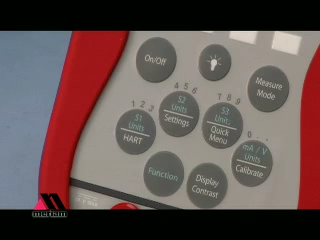 On/Off
Measure
Mode
4 5 6
7 8 9
1 2 3
S2
Units
Settings
S3
Units
Quick
Menu
0 . -
S1
Units
HART
mA / V
Units
Calibrate
Function
Display
Contrast
meriam